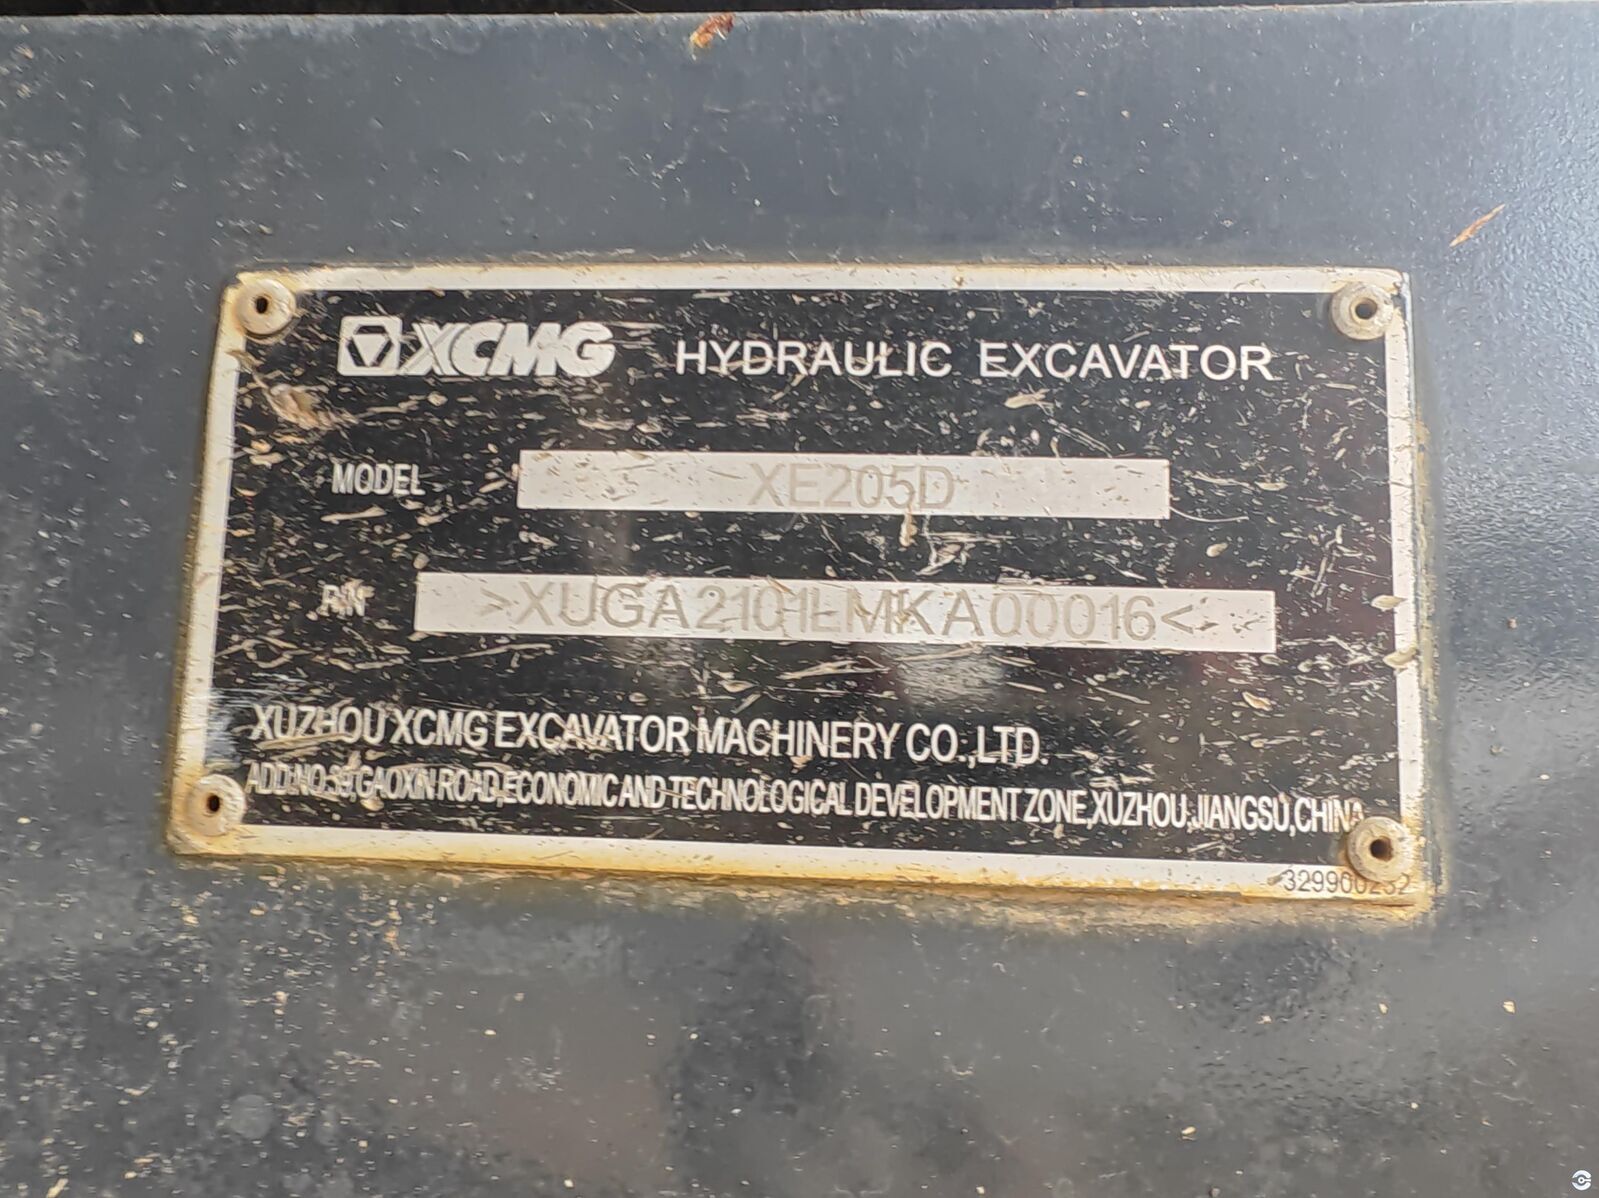 XCMG HYDRAULIC EXCAVATOR
MODEL XE205D
PIN >XUGA2101LMKA00016<
XUZHOU XCMG EXCAVATOR MACHINERY CO.,LTD.
ADD:NO.39,GAOXIN ROAD,ECONOMIC AND TECHNOLOGICAL DEVELOPMENT ZONE,XUZHOU,JIANGSU,CHINA
329900232